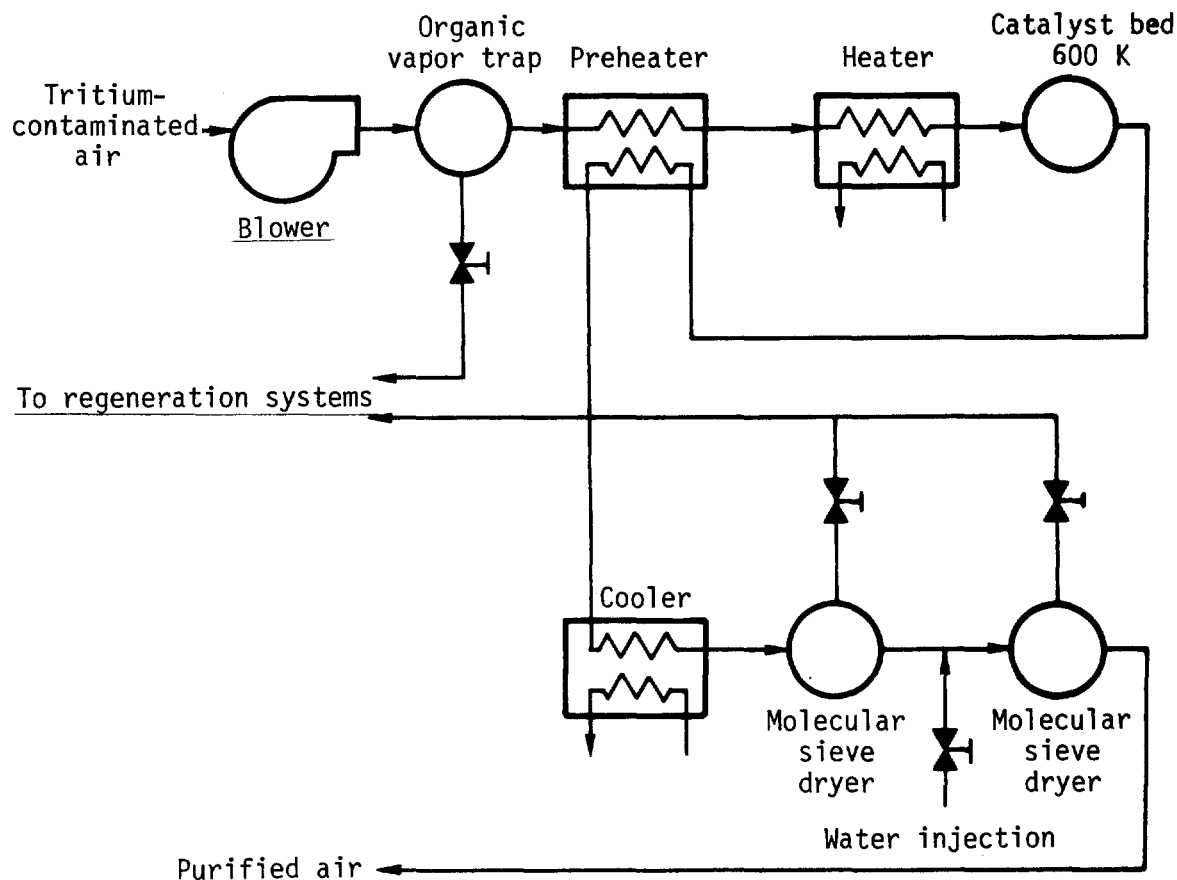 Organic
vapor trap
Preheater
Heater
Catalyst bed
600 K
Tritium-
contaminated
air
Blower
To regeneration systems
Cooler
Molecular
sieve
dryer
Molecular
sieve
dryer
Water injection
Purified air